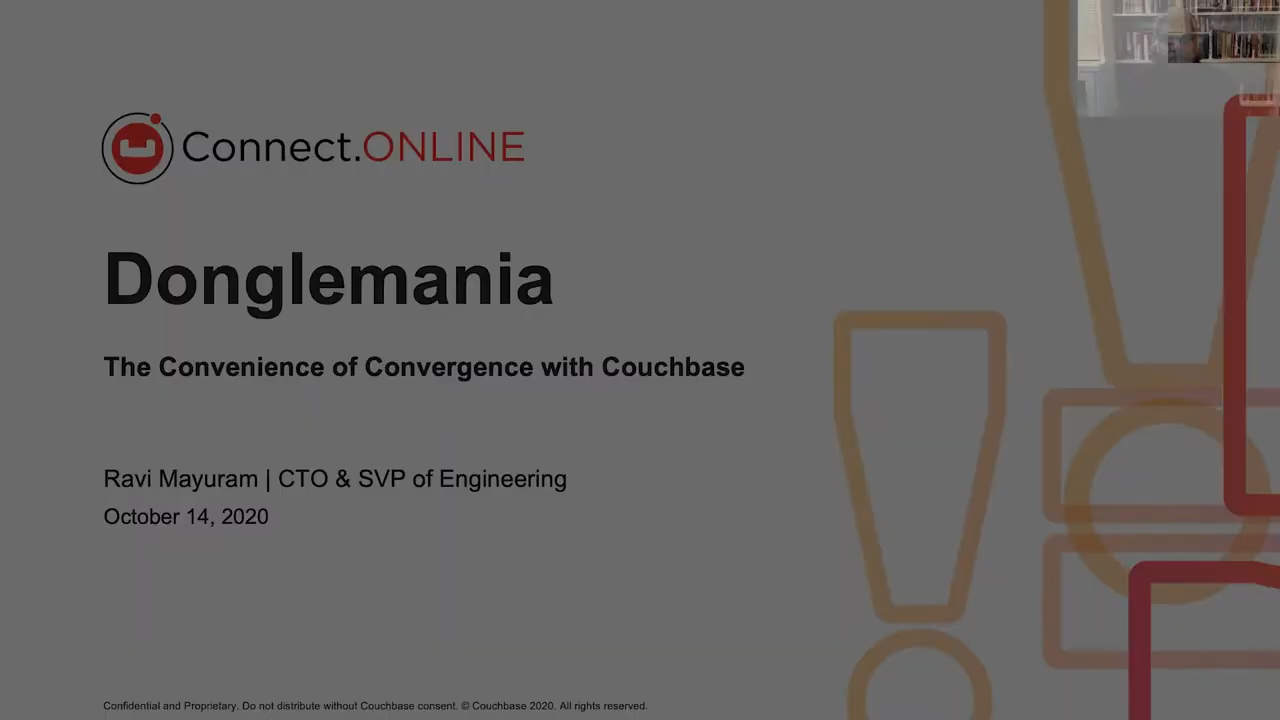 Connect.ONLINE
Donglemania
The Convenience of Convergence with Couchbase
Ravi Mayuram | CTO & SVP of Engineering
October 14, 2020
Confidential and Proprietary. Do not distribute without Couchbase consent. © Couchbase 2020. All rights reserved.